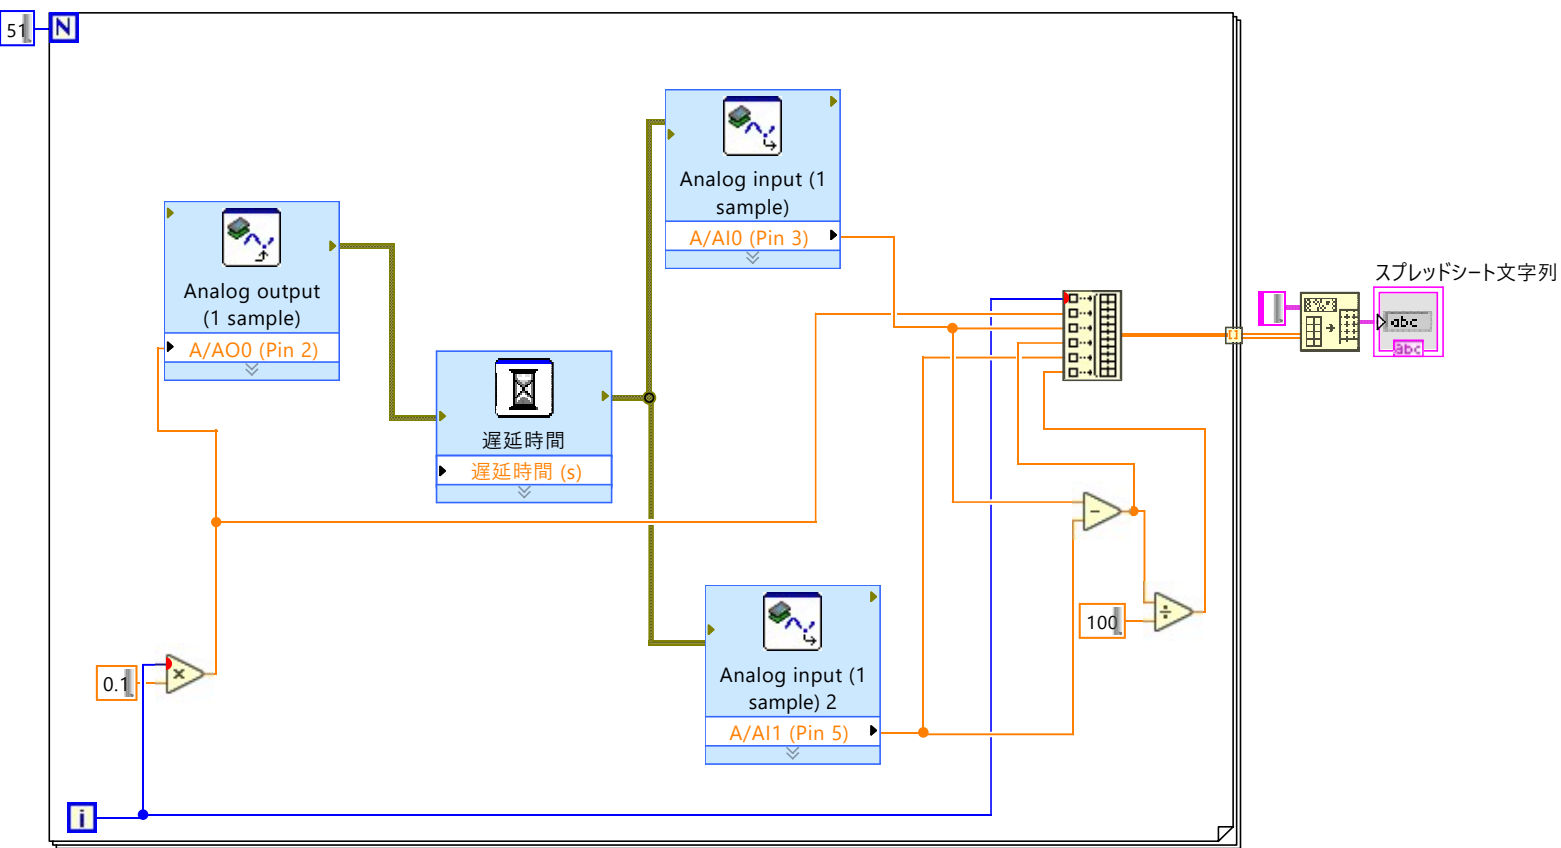 51
N
Analog input (1
sample)
A/AI0 (Pin 3)
Analog output
(1 sample)
A/AO0 (Pin 2)
スプレッドシート文字列
abc
abc
遅延時間
遅延時間 (s)
-
÷
100
Analog input (1
sample) 2
A/AI1 (Pin 5)
×
0.1
i